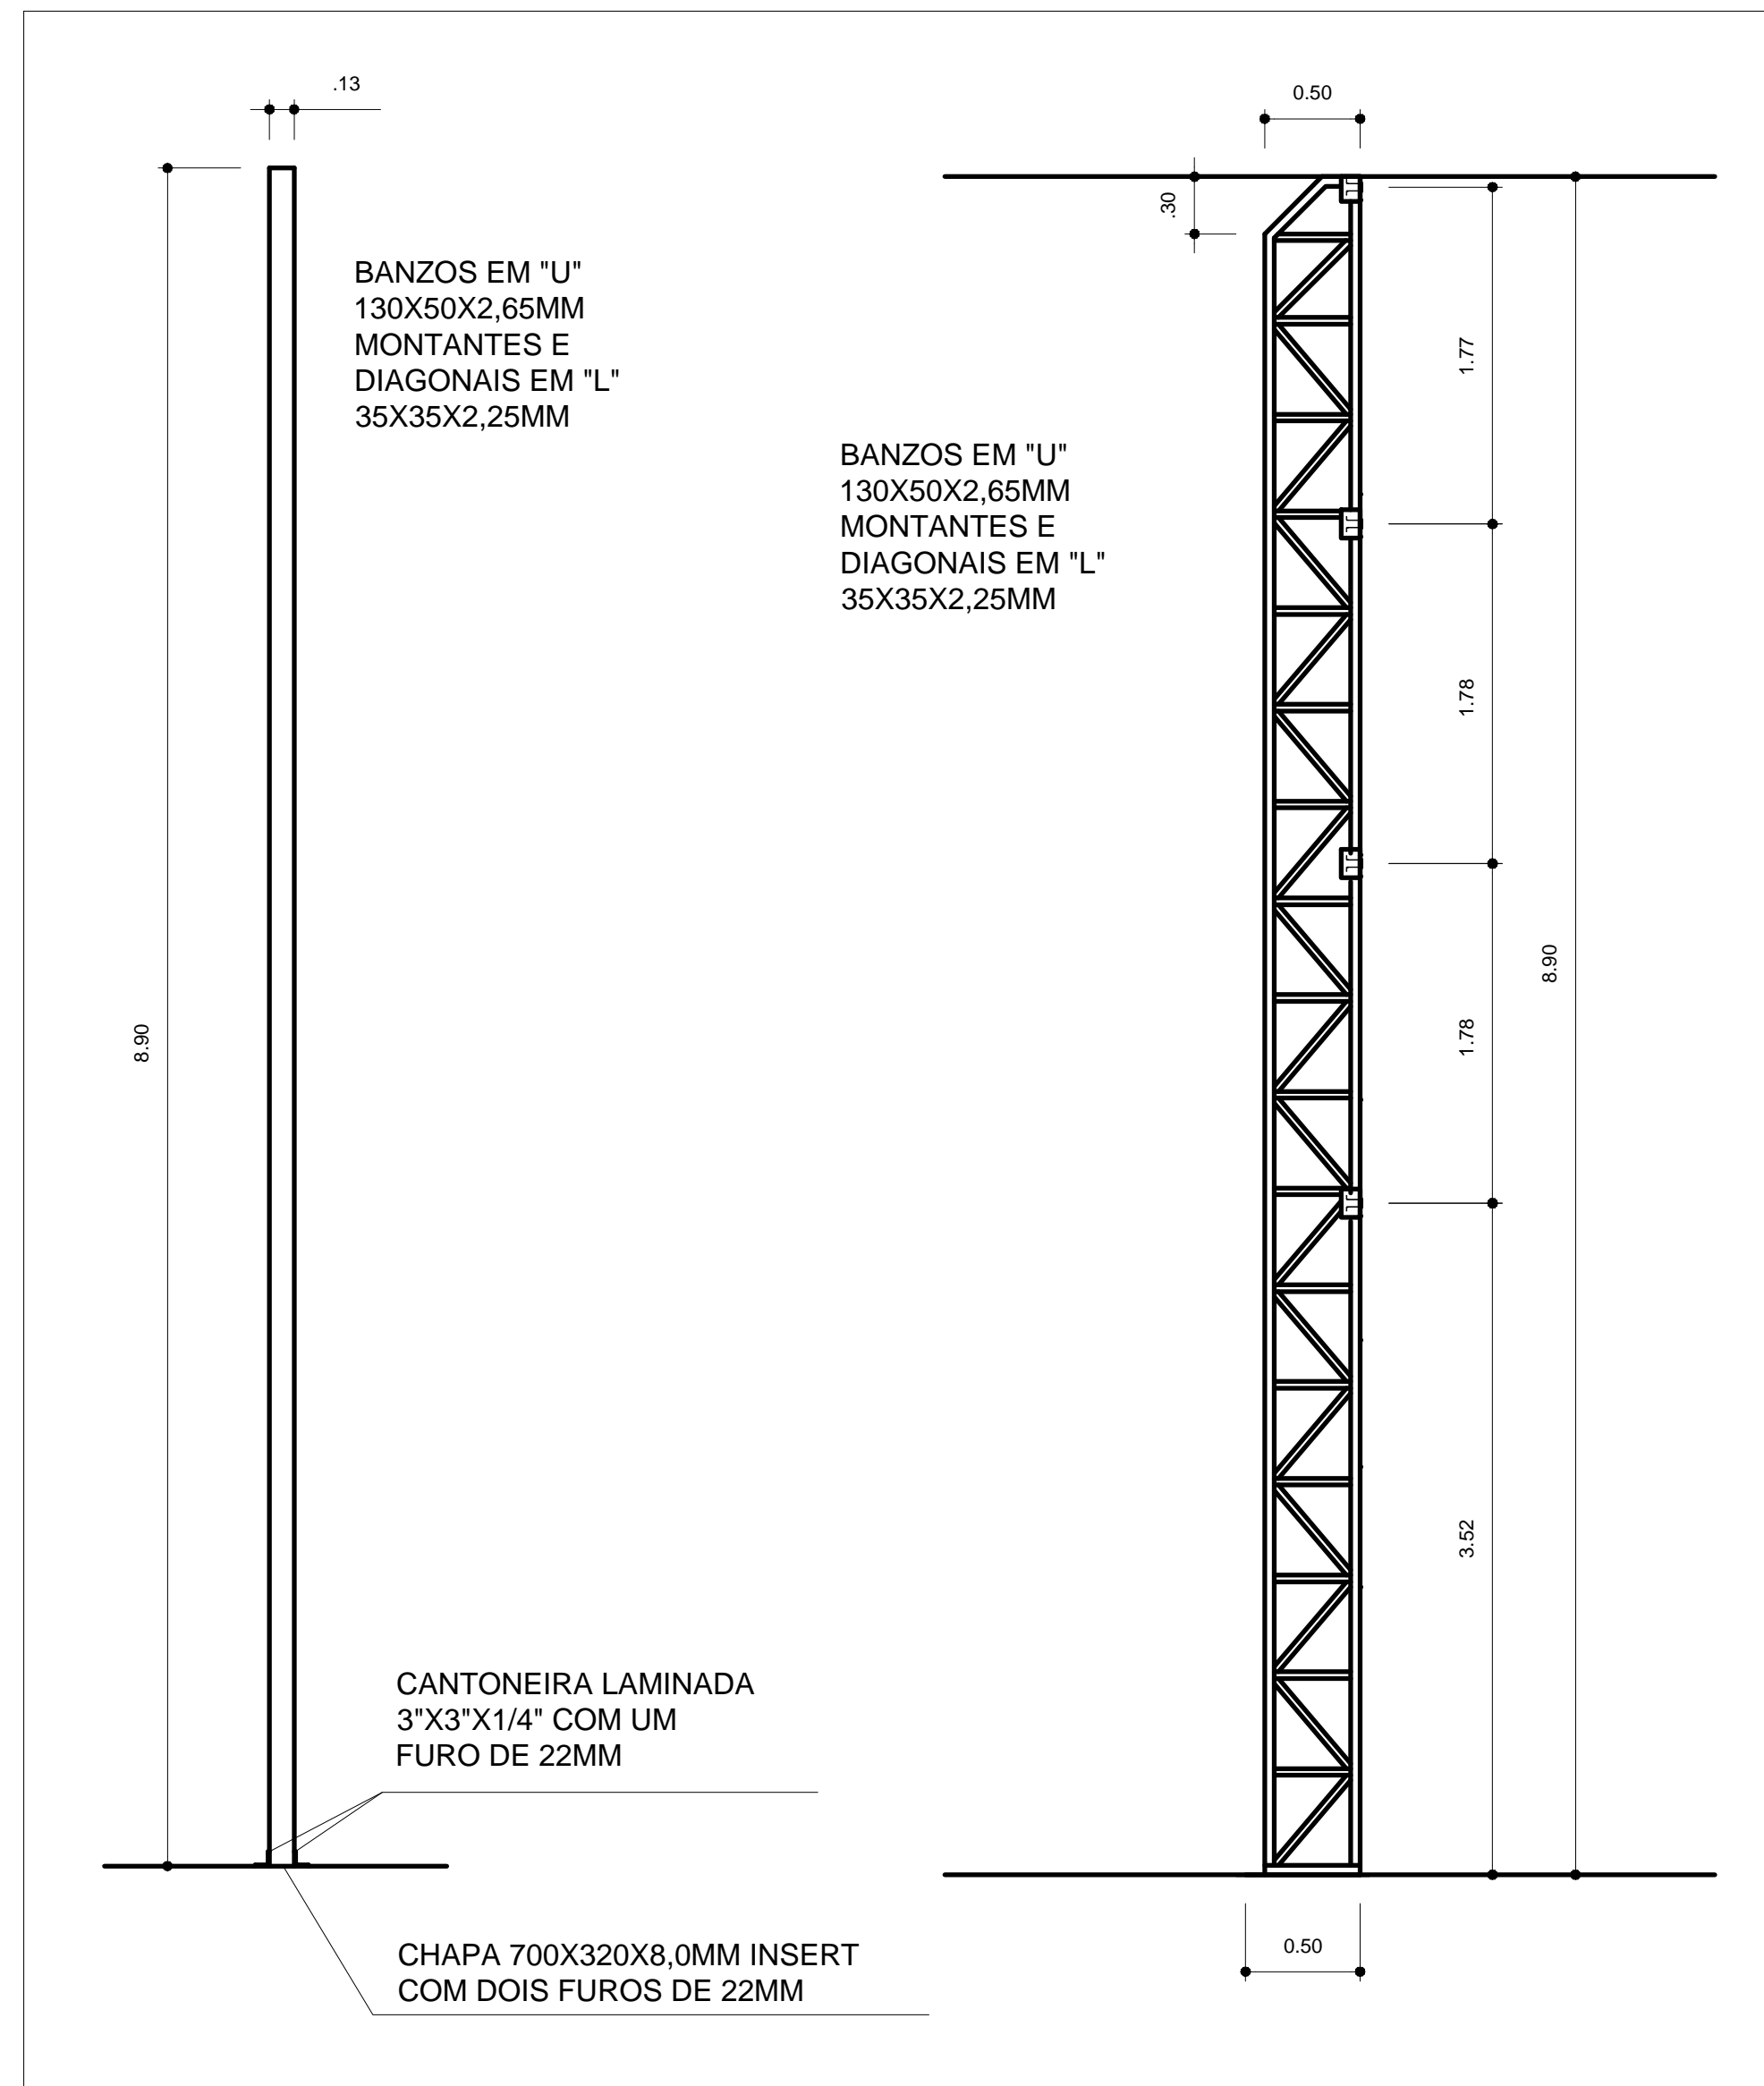 .13
0.50
.30
BANZOS EM "U"
130X50X2,65MM
MONTANTES E
DIAGONAIS EM "L"
35X35X2,25MM
1.77
BANZOS EM "U"
130X50X2,65MM
MONTANTES E
DIAGONAIS EM "L"
35X35X2,25MM
1.78
8.90
8.90
1.78
3.52
CANTONEIRA LAMINADA
3"X3"X1/4" COM UM
FURO DE 22MM
0.50
CHAPA 700X320X8,0MM INSERT
COM DOIS FUROS DE 22MM